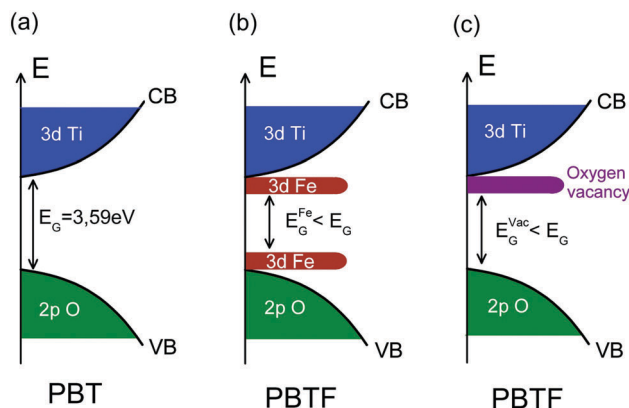 (a)
E
CB
3d Ti
E_G=3,59eV
2p O
VB
PBT
(b)
E
CB
3d Ti
3d Fe
E_G^Fe < E_G
3d Fe
2p O
VB
PBTF
(c)
E
CB
3d Ti
Oxygen
vacancy
E_G^Vac < E_G
2p O
VB
PBTF